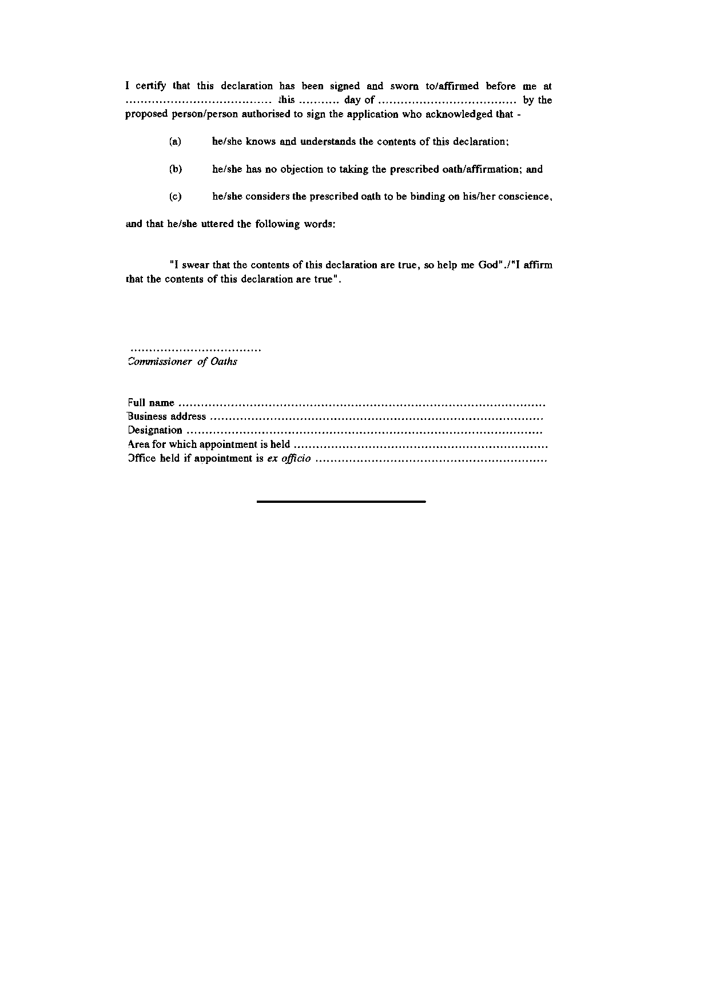 I certify that this declaration has been signed and sworn to/affirmed before me at
....................................... this ........... day of ..................................... by the
proposed person/person authorised to sign the application who acknowledged that -
(a) he/she knows and understands the contents of this declaration;
(b) he/she has no objection to taking the prescribed oath/affirmation; and
(c) he/she considers the prescribed oath to be binding on his/her conscience,
and that he/she uttered the following words:
"I swear that the contents of this declaration are true, so help me God"./"I affirm
that the contents of this declaration are true".
...................................
Commissioner of Oaths
Full name ..................................................................................................
Business address .........................................................................................
Designation ...............................................................................................
Area for which appointment is held ....................................................................
Office held if appointment is ex officio ..............................................................